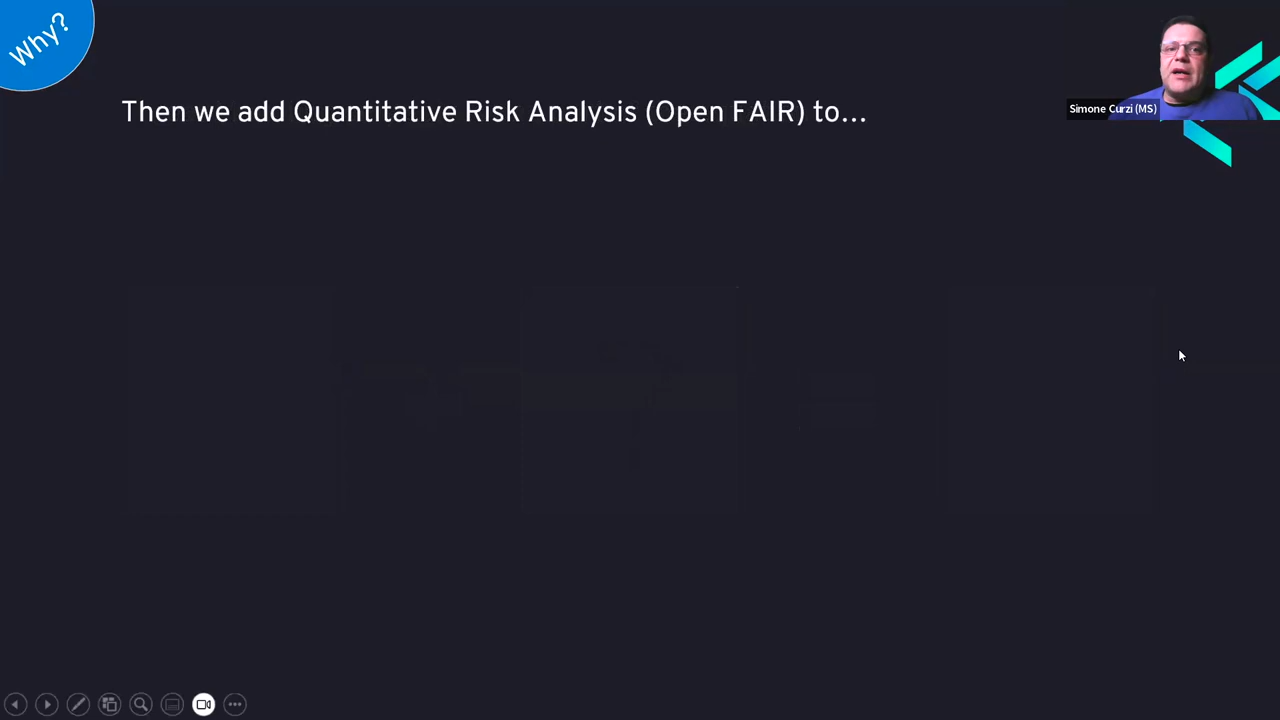 Why?
Then we add Quantitative Risk Analysis (Open FAIR) to...
Simone Curzi (MS)